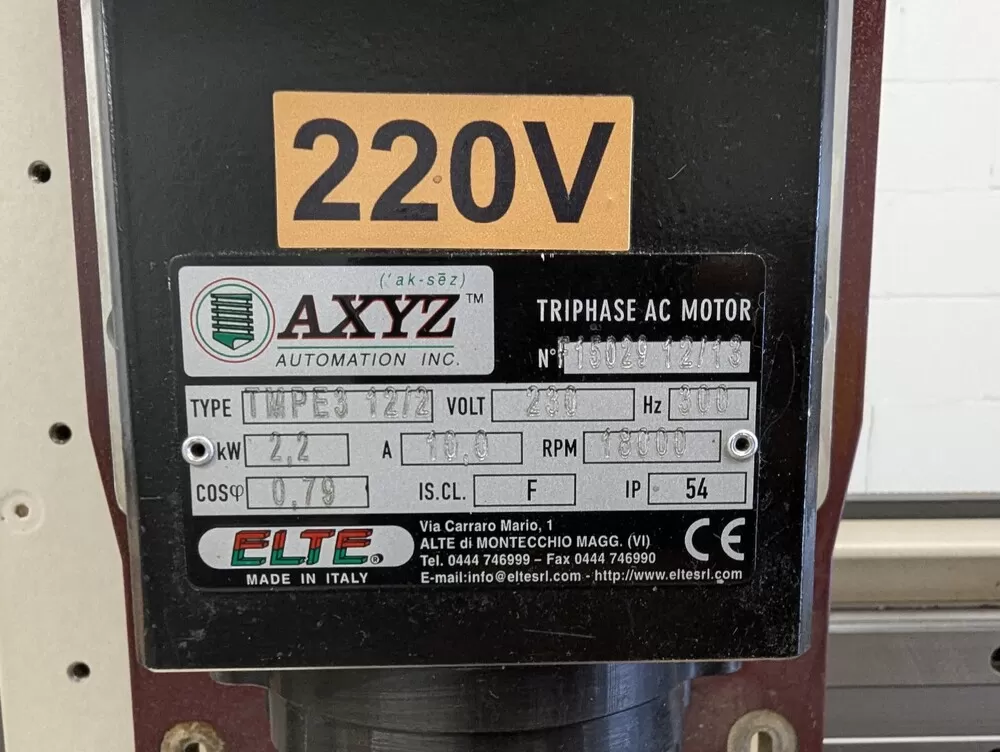 220V
('ak-sēz)
AXYZ™
AUTOMATION INC.
TRIPHASE AC MOTOR
N° F15029 12/13
TYPE TMPE3 12/2 VOLT 230 Hz 300
kW 2,2 A 10,0 RPM 18000
COSφ 0,79 IS.CL. F IP 54
ELTE®
MADE IN ITALY
Via Carraro Mario, 1
ALTE di MONTECCHIO MAGG. (VI)
Tel. 0444 746999 – Fax 0444 746990
E-mail:info@eltesrl.com - http://www.eltesrl.com
CE